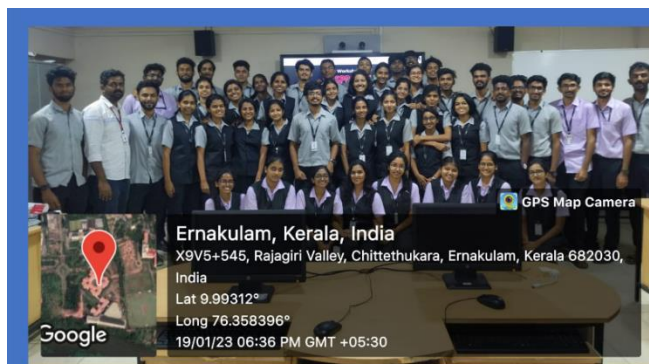 Worksh
GPS Map Camera
Ernakulam, Kerala, India
X9V5+545, Rajagiri Valley, Chittethukara, Ernakulam, Kerala 682030,
India
Lat 9.99312°
Long 76.358396°
19/01/23 06:36 PM GMT +05:30
Google